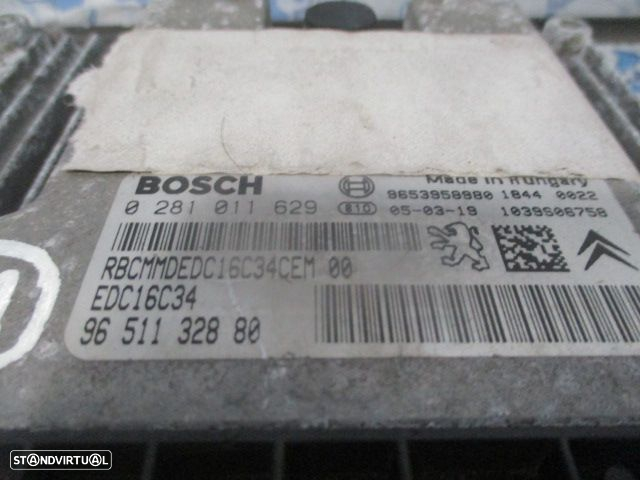 Made in Hungary
BOSCH 9653958980 1844 0022
0 281 011 629 810 05-03-19 1039S06758
RBCMMDEDC16C34CEM 00
EDC16C34
96 511 328 80
STANDVIRTUAL